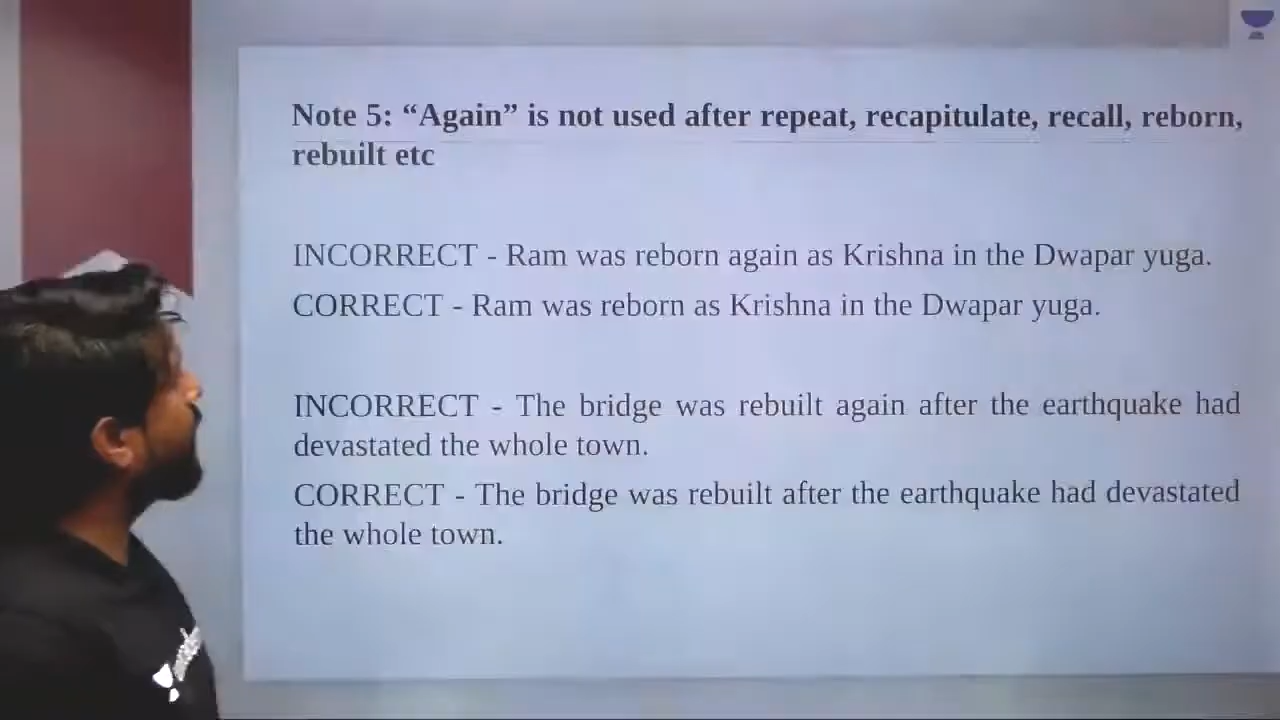 Note 5: “Again” is not used after repeat, recapitulate, recall, reborn,
rebuilt etc
INCORRECT - Ram was reborn again as Krishna in the Dwapar yuga.
CORRECT - Ram was reborn as Krishna in the Dwapar yuga.
INCORRECT - The bridge was rebuilt again after the earthquake had
devastated the whole town.
CORRECT - The bridge was rebuilt after the earthquake had devastated
the whole town.